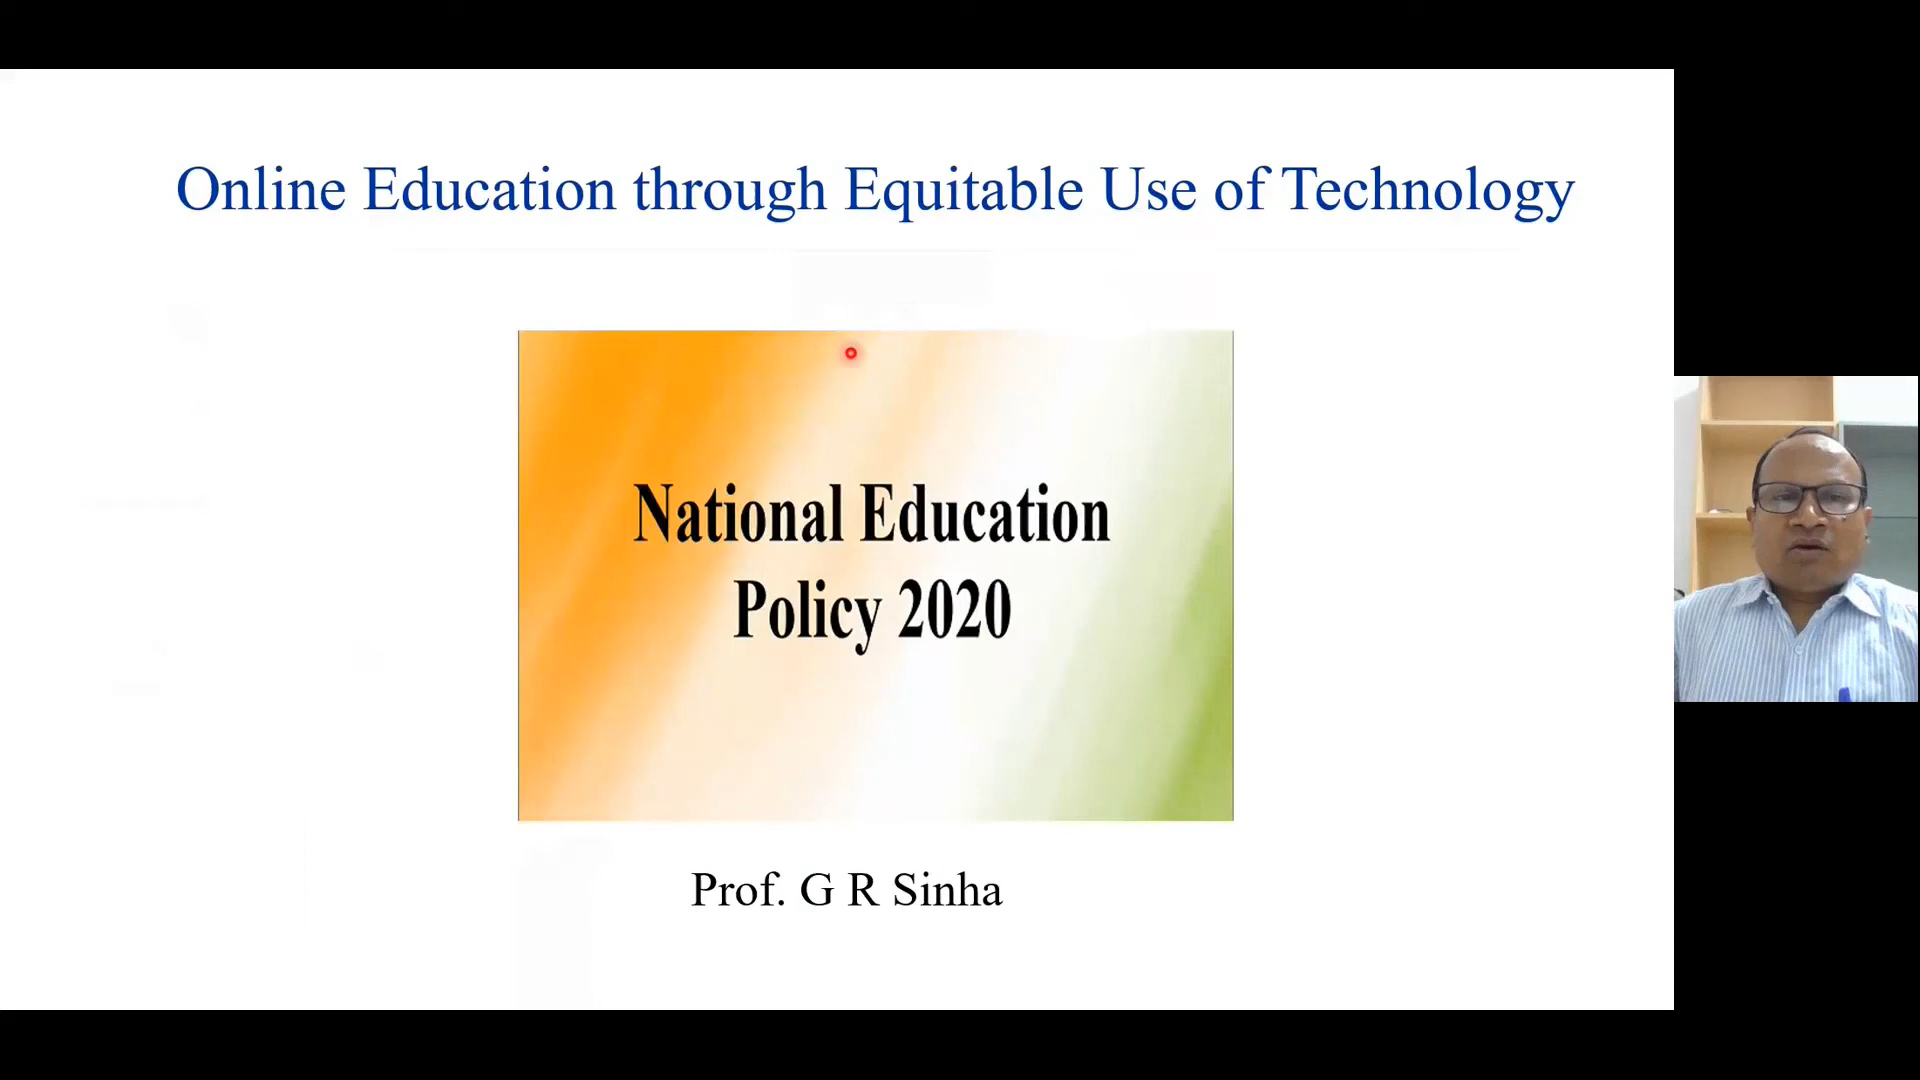 Online Education through Equitable Use of Technology
National Education
Policy 2020
Prof. G R Sinha